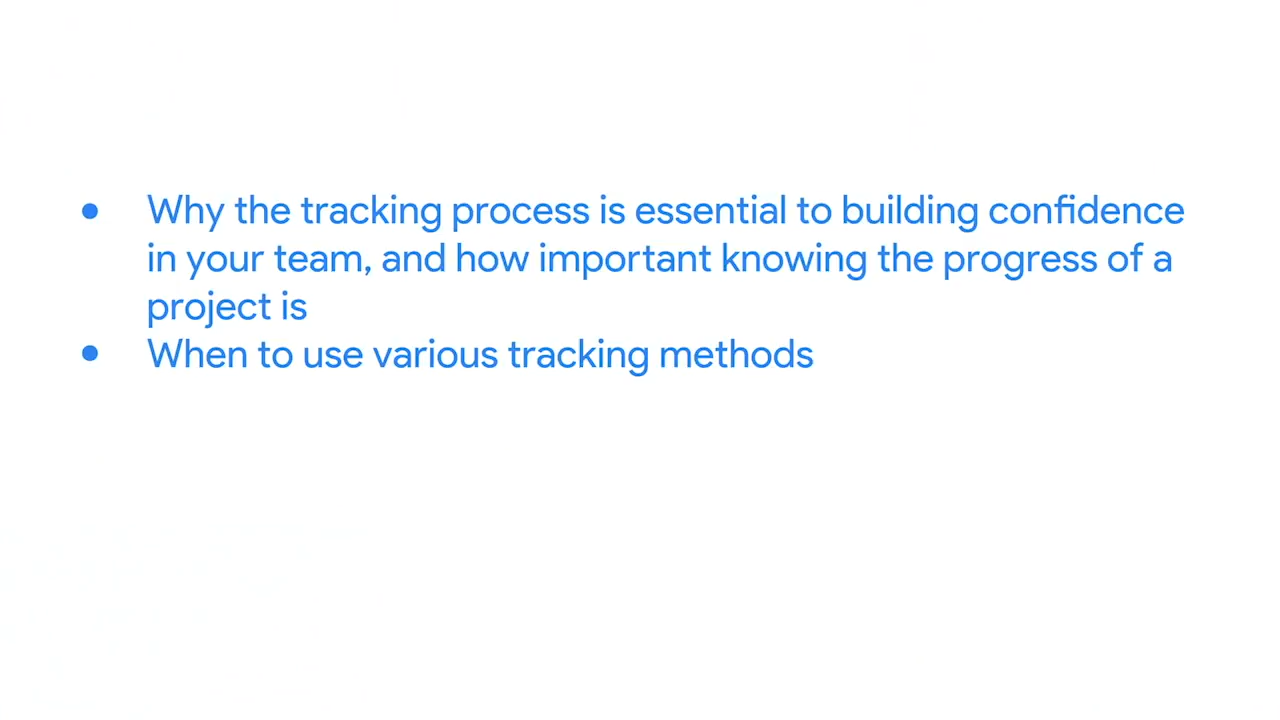 • Why the tracking process is essential to building confidence
in your team, and how important knowing the progress of a
project is
• When to use various tracking methods